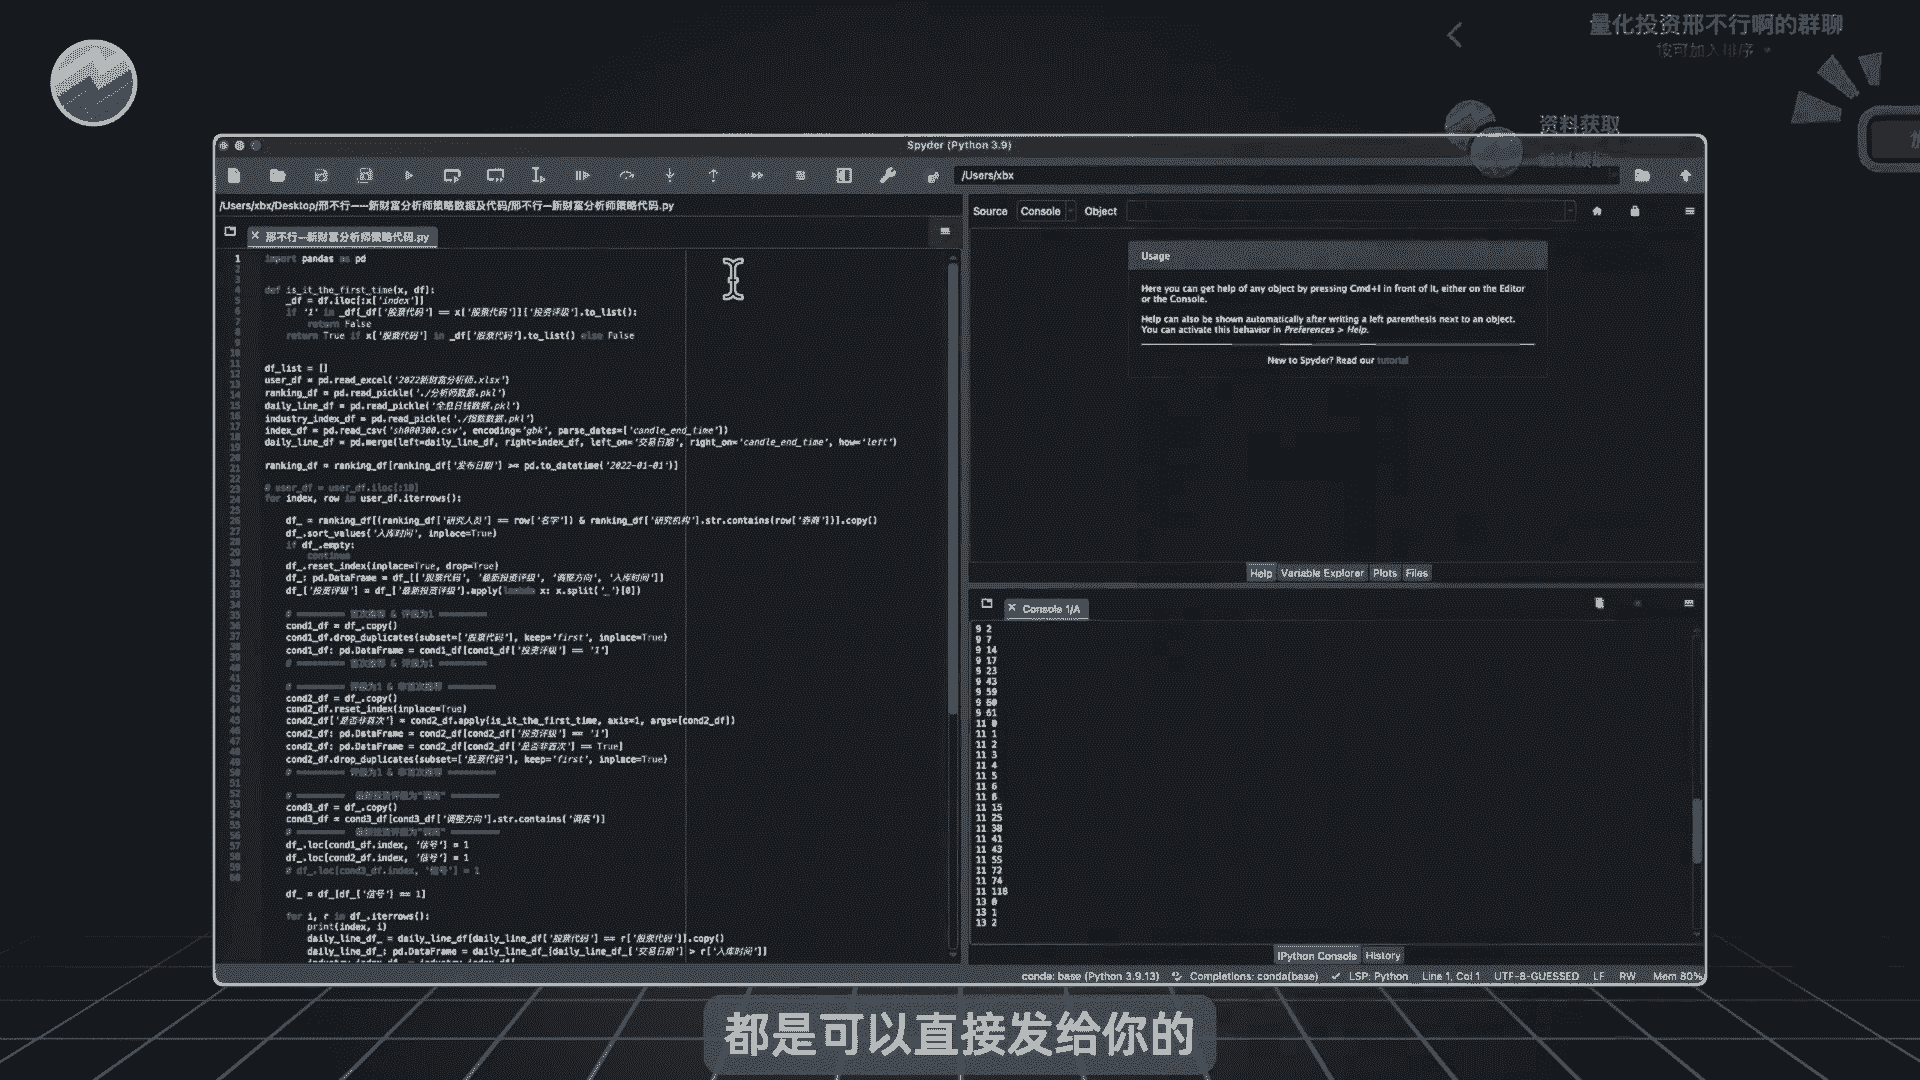 量化投资邢不行啊的群聊
资料获取
Spyder (Python 3.9)
/Users/xbx
/Users/xbx/Desktop/邢不行——新财富分析师策略数据及代码/邢不行—新财富分析师策略代码.py
邢不行—新财富分析师策略代码.py
import pandas as pd
def is_it_the_first_time(x, df):
_df = df.iloc[:x['index']]
if '1' in _df[_df['股票代码'] == x['股票代码']]['投资评级'].to_list():
return False
return True if x['股票代码'] in _df['股票代码'].to_list() else False
df_list = []
user_df = pd.read_excel('2022新财富分析师.xlsx')
ranking_df = pd.read_pickle('./分析师数据.pkl')
daily_line_df = pd.read_pickle('全息日线数据.pkl')
industry_index_df = pd.read_pickle('./指数数据.pkl')
index_df = pd.read_csv('sh000300.csv', encoding='gbk', parse_dates=['candle_end_time'])
daily_line_df = pd.merge(left=daily_line_df, right=index_df, left_on='交易日期', right_on='candle_end_time', how='left')
ranking_df = ranking_df[ranking_df['发布日期'] >= pd.to_datetime('2022-01-01')]
# user_df = user_df.iloc[:10]
for index, row in user_df.iterrows():
df_ = ranking_df[(ranking_df['研究人员'] == row['名字']) & ranking_df['研究机构'].str.contains(row['券商'])].copy()
df_.sort_values('入库时间', inplace=True)
if df_.empty:
continue
df_.reset_index(inplace=True, drop=True)
df_: pd.DataFrame = df_[['股票代码', '最新投资评级', '调整方向', '入库时间']]
df_['投资评级'] = df_['最新投资评级'].apply(lambda x: x.split('_')[0])
# ========= 首次推荐 & 评级为1 =========
cond1_df = df_.copy()
cond1_df.drop_duplicates(subset=['股票代码'], keep='first', inplace=True)
cond1_df: pd.DataFrame = cond1_df[cond1_df['投资评级'] == '1']
# ========= 首次推荐 & 评级为1 =========
# ========= 评级为1 & 非首次推荐 =========
cond2_df = df_.copy()
cond2_df.reset_index(inplace=True)
cond2_df['是否非首次'] = cond2_df.apply(is_it_the_first_time, axis=1, args=[cond2_df])
cond2_df: pd.DataFrame = cond2_df[cond2_df['投资评级'] == '1']
cond2_df: pd.DataFrame = cond2_df[cond2_df['是否非首次'] == True]
cond2_df.drop_duplicates(subset=['股票代码'], keep='first', inplace=True)
# ========= 评级为1 & 非首次推荐 =========
# ========= 最新投资评级为"调高" =========
cond3_df = df_.copy()
cond3_df = cond3_df[cond3_df['调整方向'].str.contains('调高')]
# ========= 最新投资评级为"调高" =========
df_.loc[cond1_df.index, '信号'] = 1
df_.loc[cond2_df.index, '信号'] = 1
# df_.loc[cond3_df.index, '信号'] = 1
df_ = df_[df_['信号'] == 1]
for i, r in df_.iterrows():
print(index, i)
daily_line_df_ = daily_line_df[daily_line_df['股票代码'] == r['股票代码']].copy()
daily_line_df_: pd.DataFrame = daily_line_df_[daily_line_df_['交易日期'] > r['入库时间']]
Source Console Object
Usage
Here you can get help of any object by pressing Cmd+I in front of it, either on the Editor
or the Console.
Help can also be shown automatically after writing a left parenthesis next to an object.
You can activate this behavior in Preferences > Help.
New to Spyder? Read our tutorial
Help Variable Explorer Plots Files
Console 1/A
9 2
9 7
9 14
9 17
9 23
9 43
9 59
9 60
9 61
11 0
11 1
11 2
11 3
11 4
11 5
11 6
11 8
11 15
11 25
11 38
11 41
11 43
11 55
11 72
11 74
11 118
13 0
13 1
13 2
IPython Console History
conda: base (Python 3.9.13) Completions: conda(base) LSP: Python Line 1, Col 1 UTF-8-GUESSED LF RW Mem 80%
都是可以直接发给你的